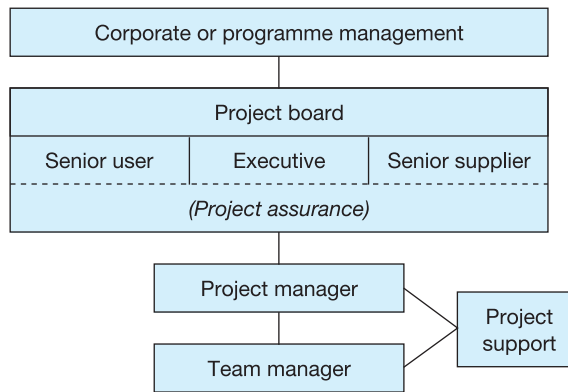 Corporate or programme management
Project board
Senior user
Executive
Senior supplier
(Project assurance)
Project manager
Project
support
Team manager